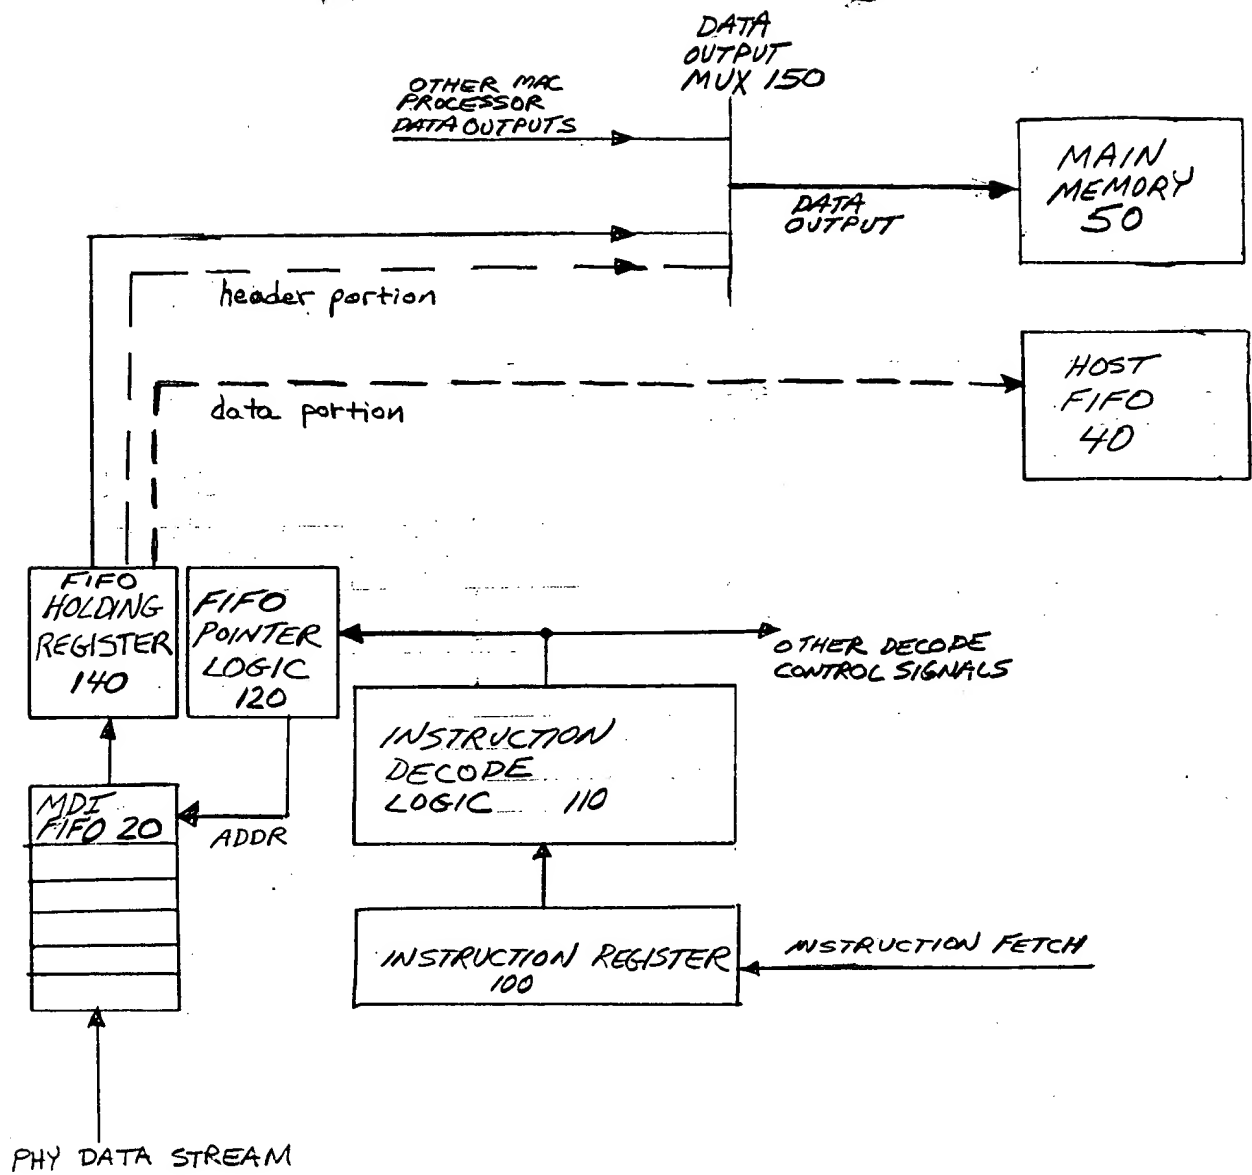 DATA
OUTPUT
MUX 150
OTHER MAC
PROCESSOR
DATA OUTPUTS
MAIN
MEMORY
50
DATA
OUTPUT
header portion
HOST
FIFO
40
data portion
FIFO
HOLDING
REGISTER
140
FIFO
POINTER
LOGIC
120
OTHER DECODE
CONTROL SIGNALS
INSTRUCTION
DECODE
LOGIC 110
MDI
FIFO 20
ADDR
INSTRUCTION REGISTER
100
INSTRUCTION FETCH
PHY DATA STREAM